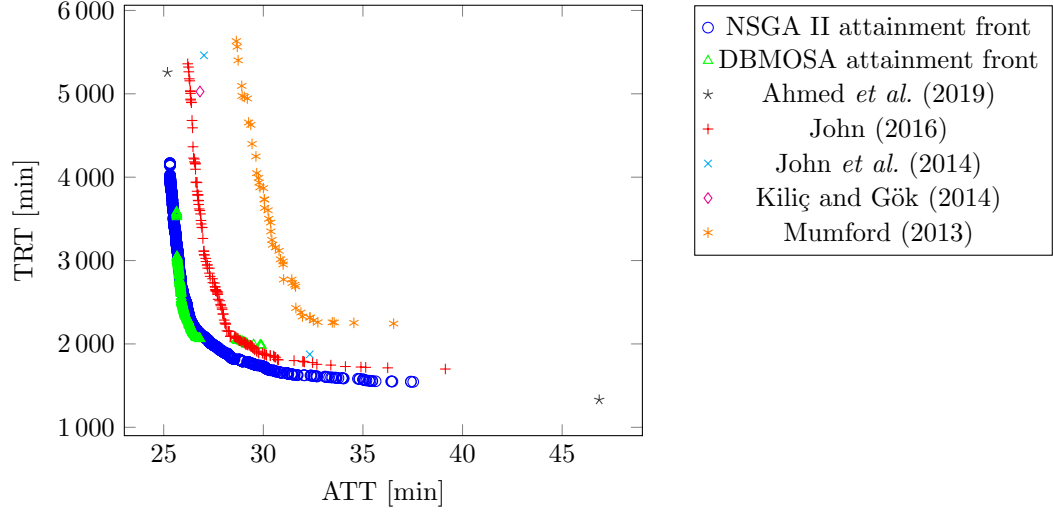 6 000
5 000
4 000
3 000
2 000
1 000
TRT [min]
25 30 35 40 45
ATT [min]
NSGA II attainment front
DBMOSA attainment front
Ahmed et al. (2019)
John (2016)
John et al. (2014)
Kiliç and Gök (2014)
Mumford (2013)